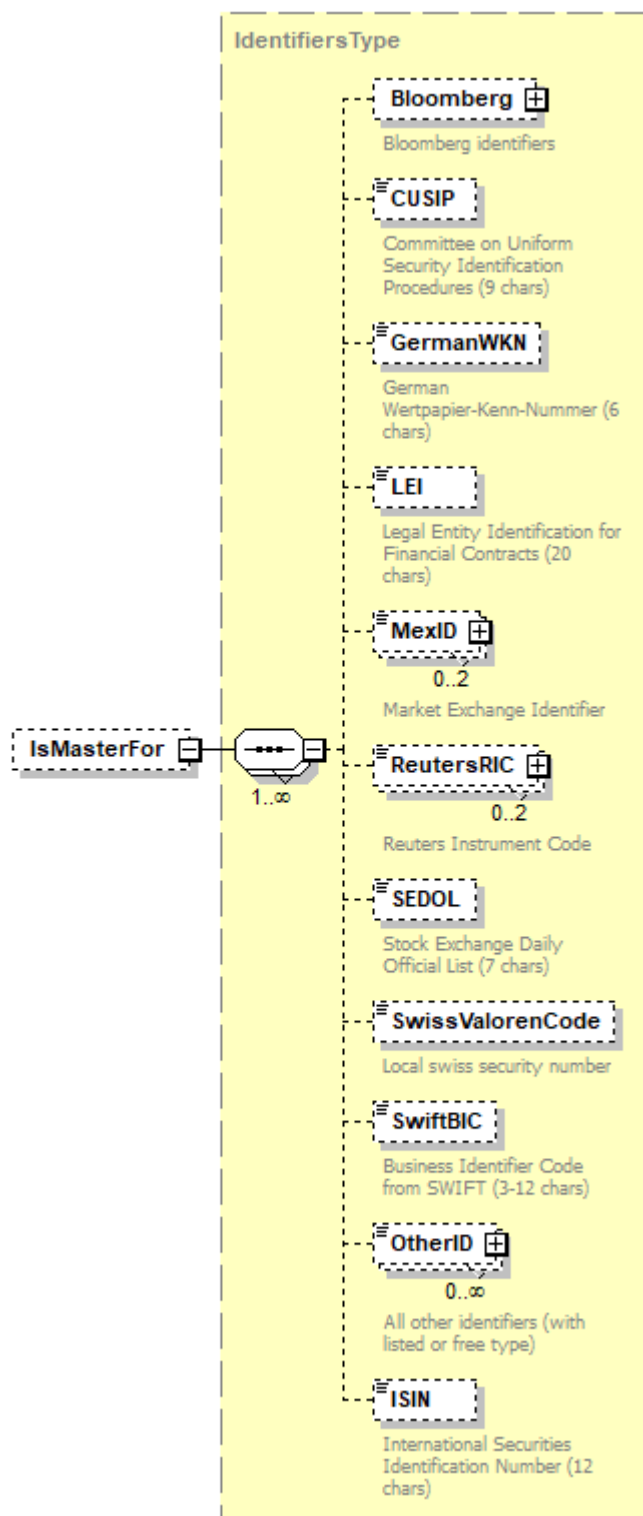 IdentifiersType
Bloomberg
Bloomberg identifiers
CUSIP
Committee on Uniform
Security Identification
Procedures (9 chars)
GermanWKN
German
Wertpapier-Kenn-Nummer (6
chars)
LEI
Legal Entity Identification for
Financial Contracts (20
chars)
MexID
0..2
Market Exchange Identifier
IsMasterFor
1..∞
ReutersRIC
0..2
Reuters Instrument Code
SEDOL
Stock Exchange Daily
Official List (7 chars)
SwissValorenCode
Local swiss security number
SwiftBIC
Business Identifier Code
from SWIFT (3-12 chars)
OtherID
0..∞
All other identifiers (with
listed or free type)
ISIN
International Securities
Identification Number (12
chars)